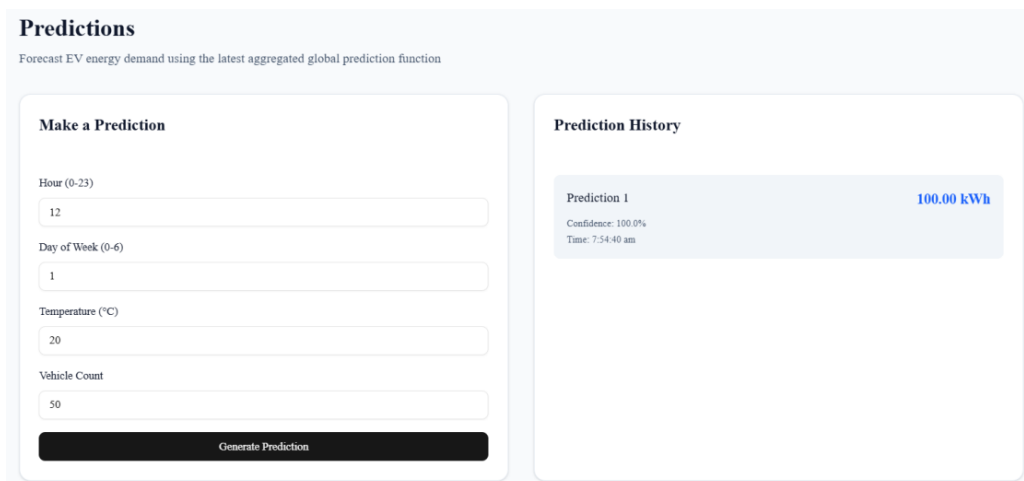 Predictions
Forecast EV energy demand using the latest aggregated global prediction function
Make a Prediction
Hour (0-23)
12
Day of Week (0-6)
1
Temperature (°C)
20
Vehicle Count
50
Generate Prediction
Prediction History
Prediction 1
100.00 kWh
Confidence: 100.0%
Time: 7:54:40 am